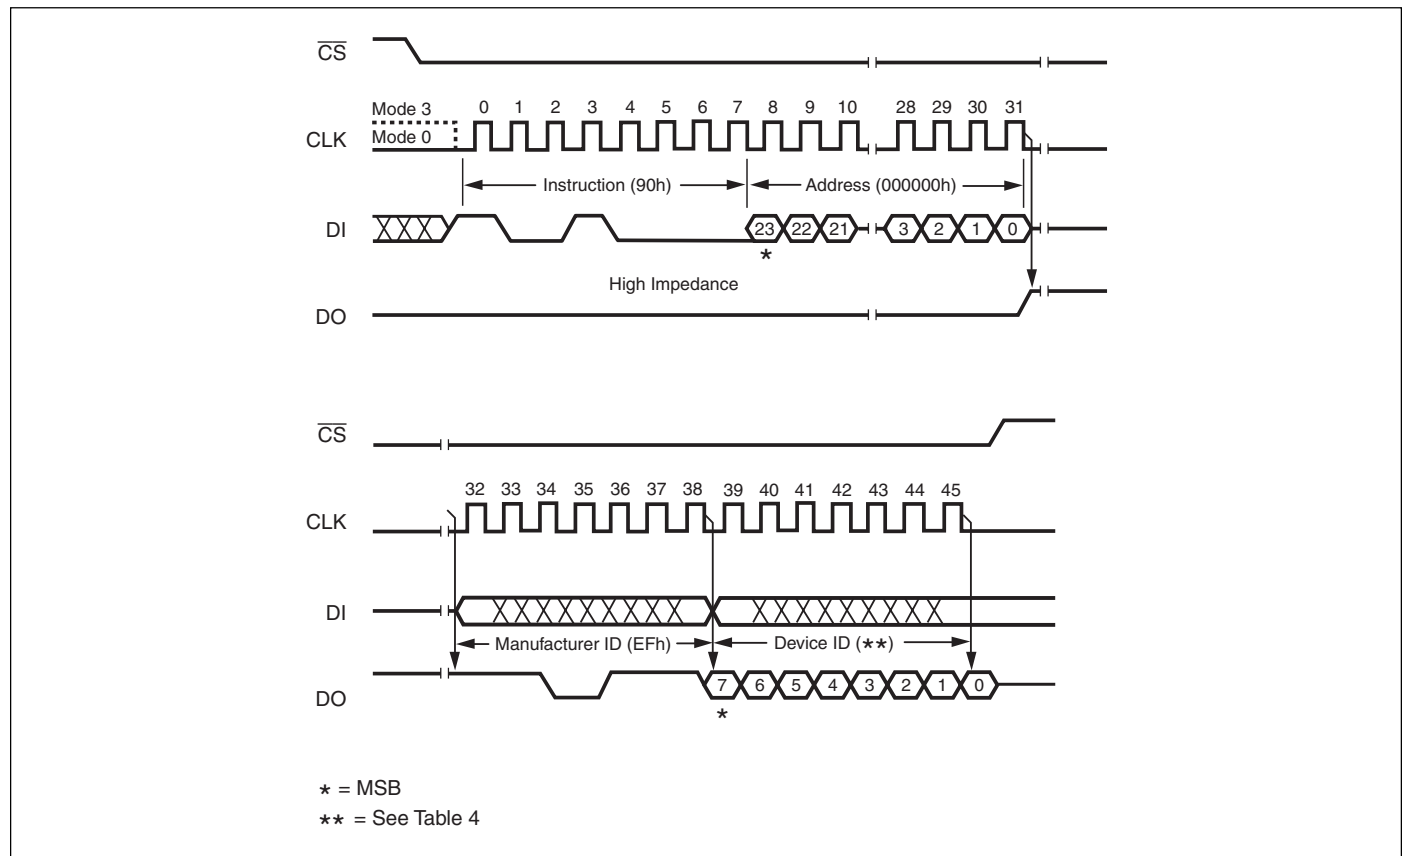 CS
Mode 3
0 1 2 3 4 5 6 7 8 9 10 28 29 30 31
Mode 0
CLK
Instruction (90h)
Address (000000h)
DI
23 22 21 3 2 1 0
*
High Impedance
DO
CS
32 33 34 35 36 37 38 39 40 41 42 43 44 45
CLK
DI
Manufacturer ID (EFh)
Device ID (**)
DO
7 6 5 4 3 2 1 0
*
* = MSB
** = See Table 4